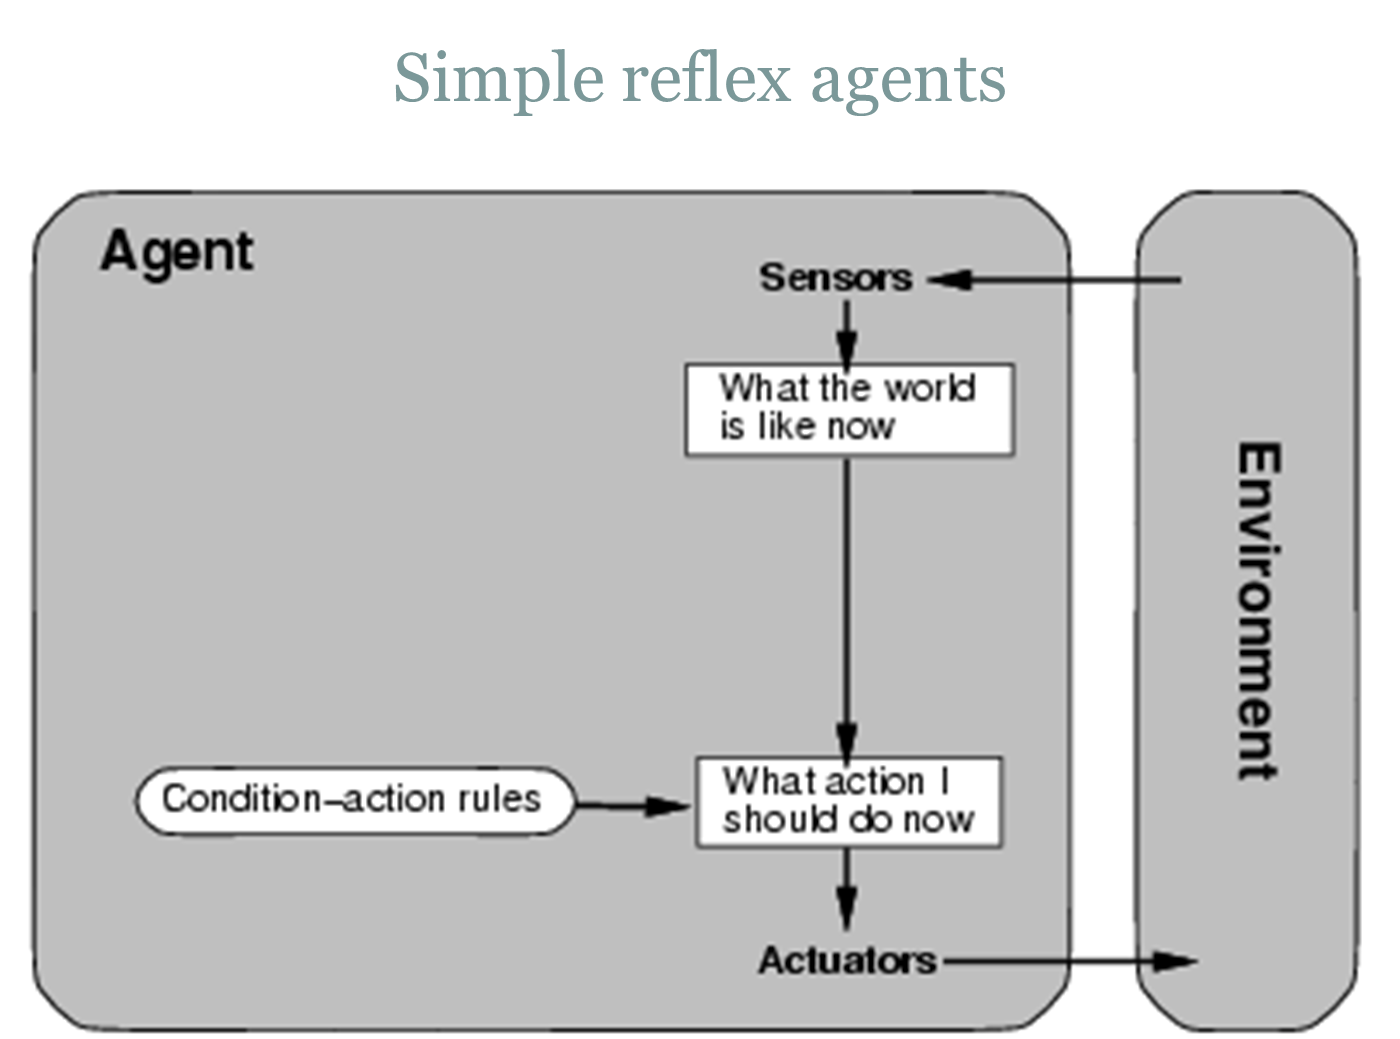 Simple reflex agents
Agent
Sensors
What the world
is like now
Environment
Condition–action rules
What action I
should do now
Actuators